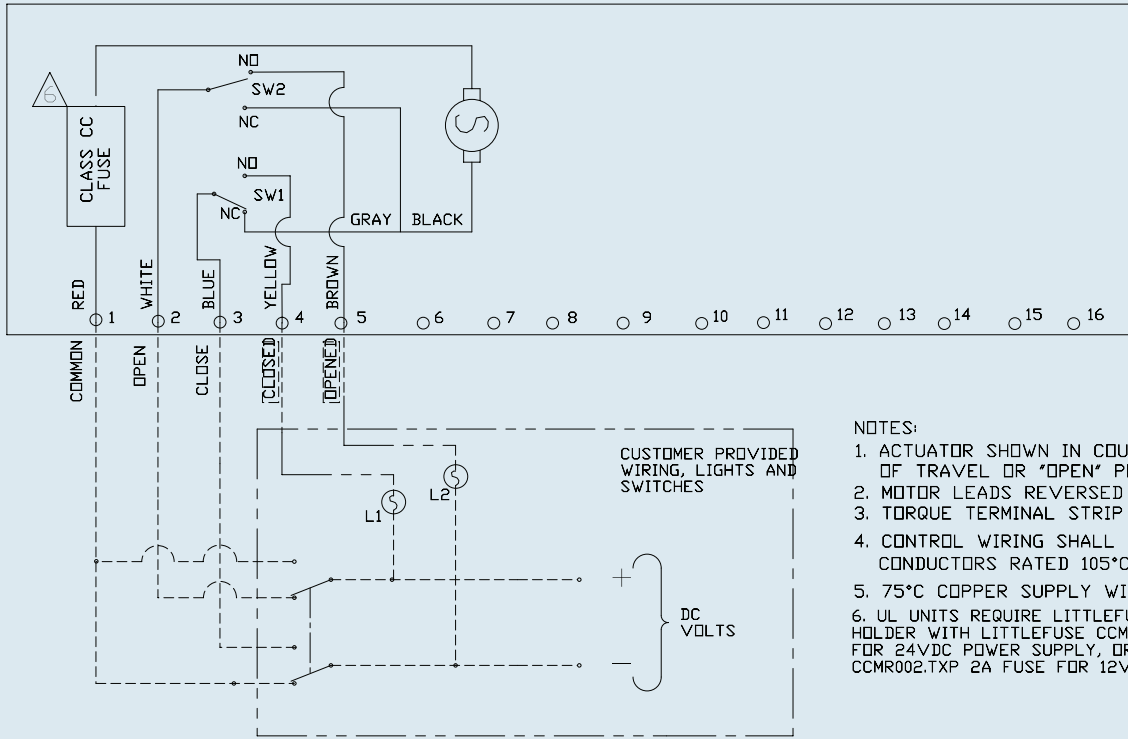 NO
SW2
NC
6
CLASS CC
FUSE
NO
SW1
NC
GRAY
BLACK
RED
WHITE
BLUE
YELLOW
BROWN
1
2
3
4
5
6
7
8
9
10
11
12
13
14
15
16
COMMON
OPEN
CLOSE
CLOSED
OPENED
CUSTOMER PROVIDED
WIRING, LIGHTS AND
SWITCHES
L1
L2
+
DC
VOLTS
−
NOTES:
1. ACTUATOR SHOWN IN COU
OF TRAVEL OR "OPEN" P
2. MOTOR LEADS REVERSED
3. TORQUE TERMINAL STRIP
4. CONTROL WIRING SHALL
CONDUCTORS RATED 105°C
5. 75°C COPPER SUPPLY WI
6. UL UNITS REQUIRE LITTLEFU
HOLDER WITH LITTLEFUSE CCM
FOR 24VDC POWER SUPPLY, OR
CCMR002.TXP 2A FUSE FOR 12V